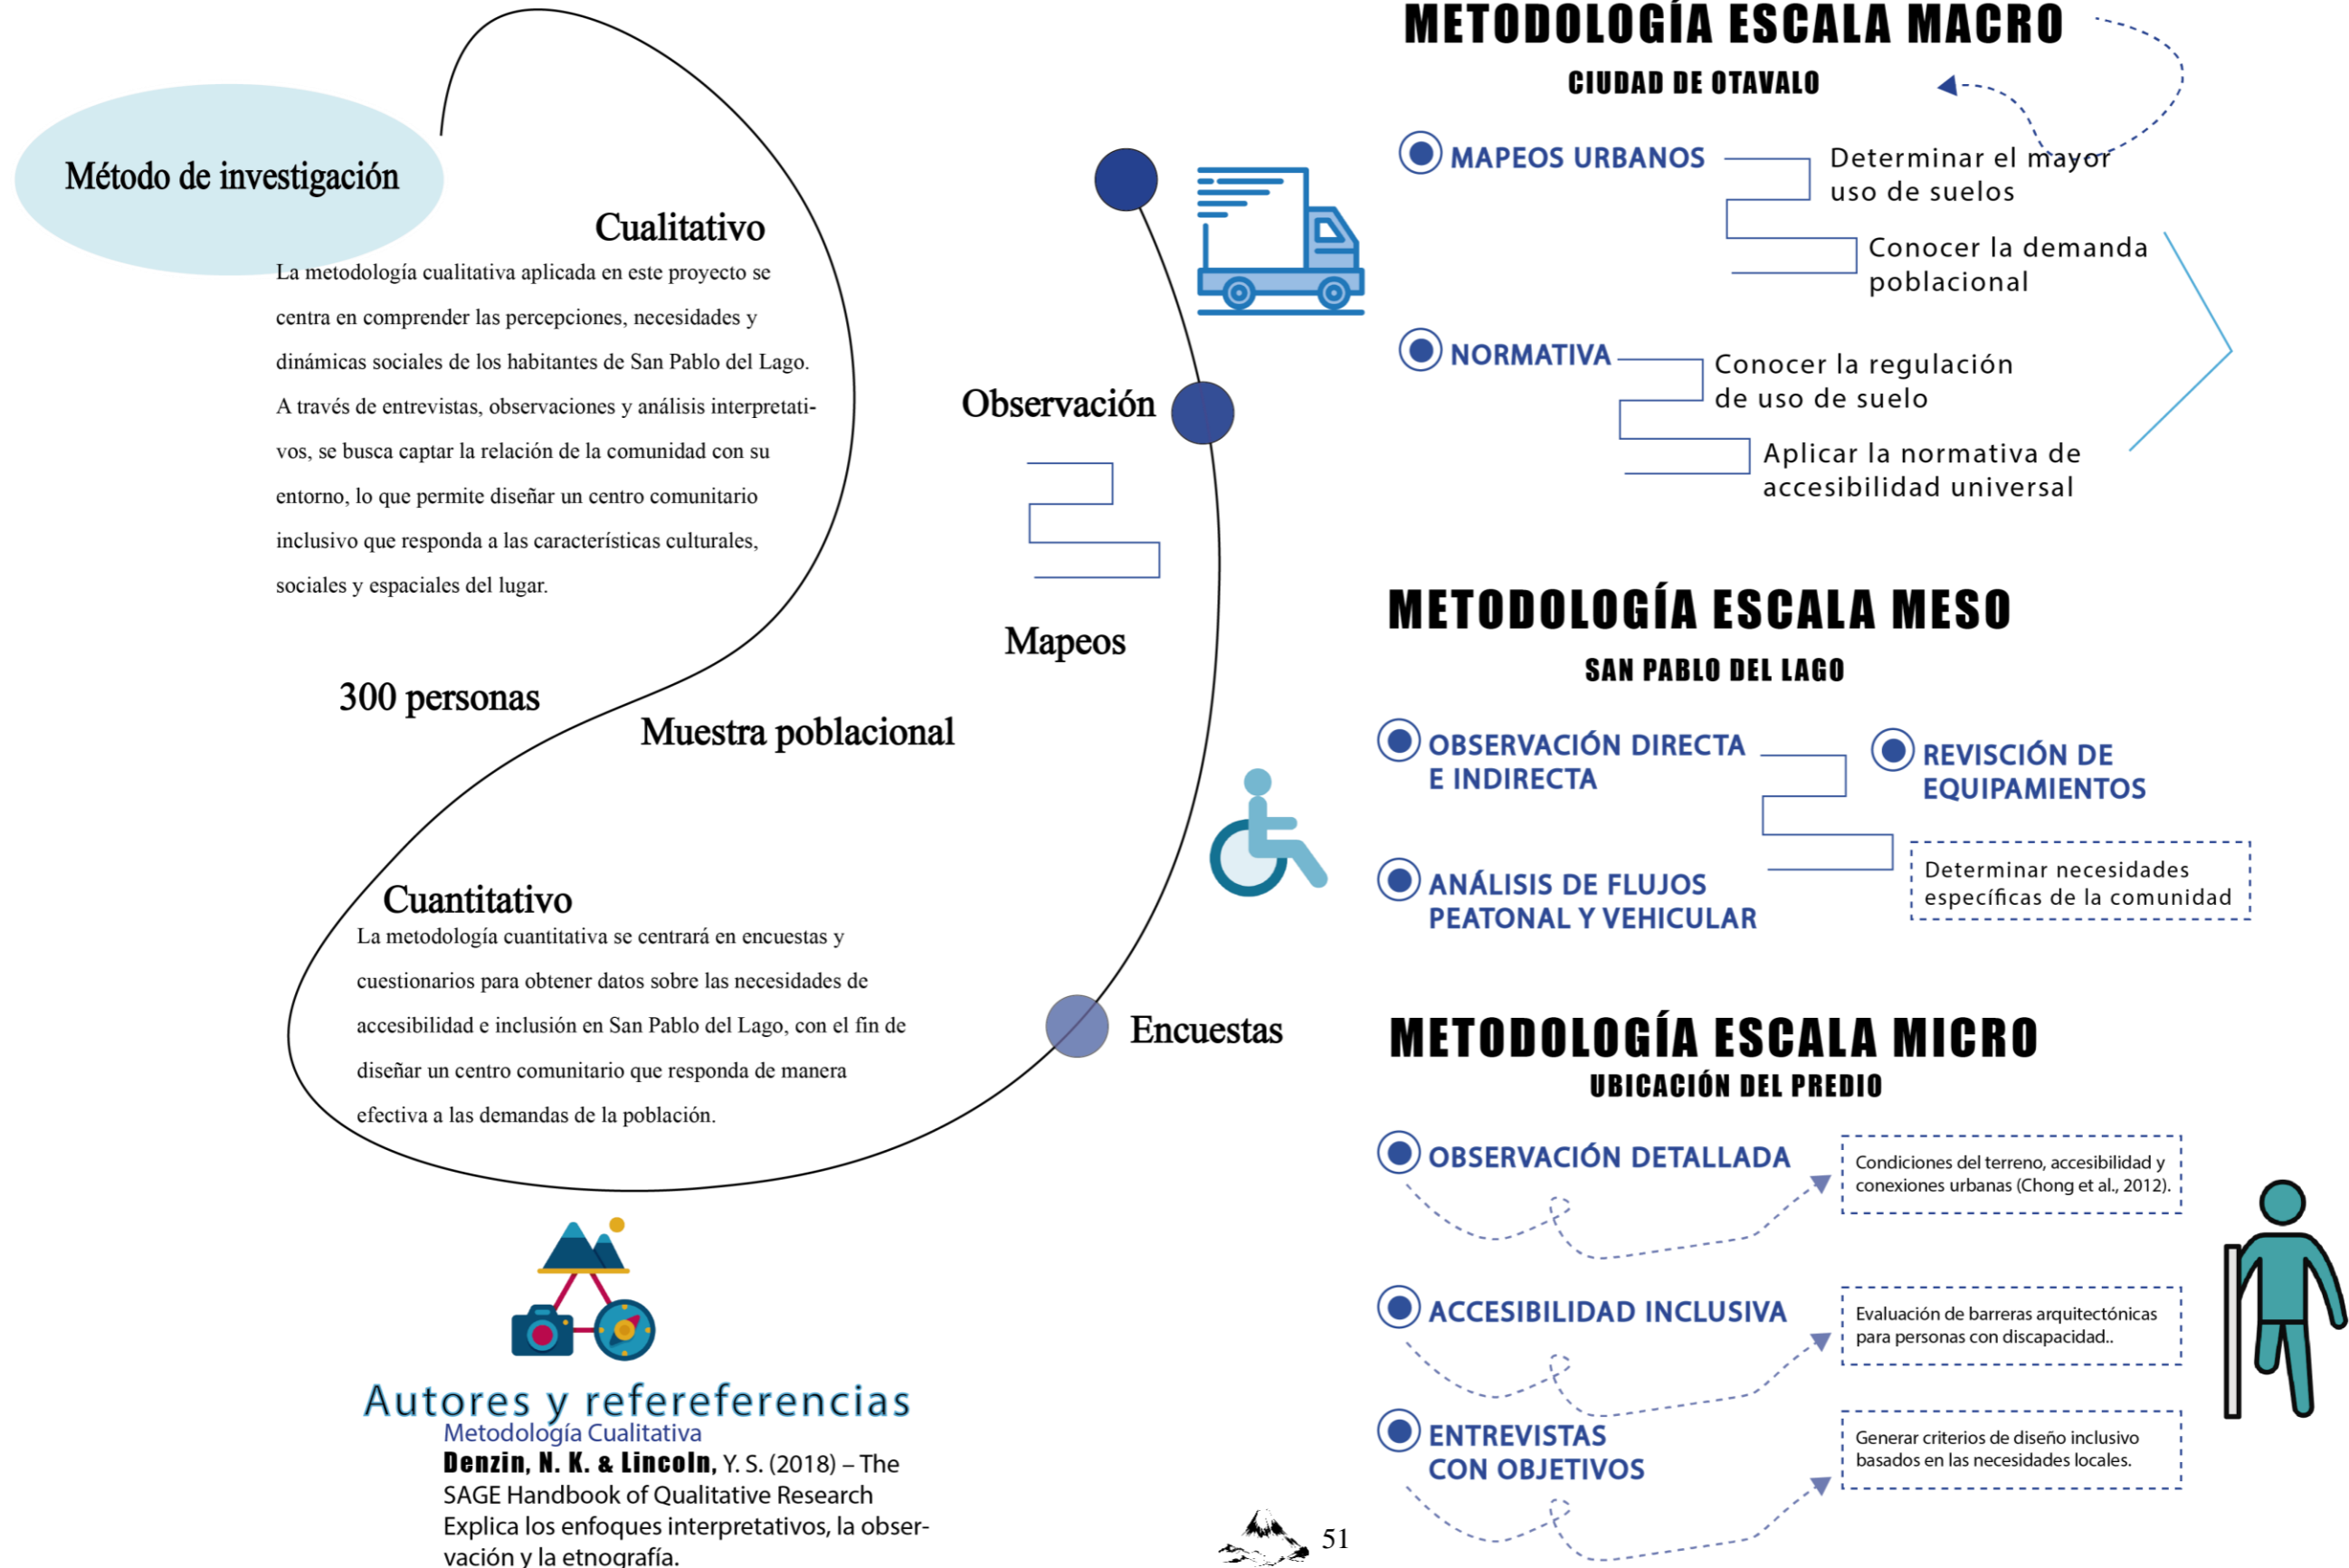 Método de investigación
Cualitativo
La metodología cualitativa aplicada en este proyecto se
centra en comprender las percepciones, necesidades y
dinámicas sociales de los habitantes de San Pablo del Lago.
A través de entrevistas, observaciones y análisis interpretati-
vos, se busca captar la relación de la comunidad con su
entorno, lo que permite diseñar un centro comunitario
inclusivo que responda a las características culturales,
sociales y espaciales del lugar.
300 personas
Muestra poblacional
Cuantitativo
La metodología cuantitativa se centrará en encuestas y
cuestionarios para obtener datos sobre las necesidades de
accesibilidad e inclusión en San Pablo del Lago, con el fin de
diseñar un centro comunitario que responda de manera
efectiva a las demandas de la población.
Observación
Mapeos
Encuestas
Autores y refereferencias
Metodología Cualitativa
Denzin, N. K. & Lincoln, Y. S. (2018) – The
SAGE Handbook of Qualitative Research
Explica los enfoques interpretativos, la obser-
vación y la etnografía.
METODOLOGÍA ESCALA MACRO
CIUDAD DE OTAVALO
MAPEOS URBANOS
Determinar el mayor
uso de suelos
Conocer la demanda
poblacional
NORMATIVA
Conocer la regulación
de uso de suelo
Aplicar la normativa de
accesibilidad universal
METODOLOGÍA ESCALA MESO
SAN PABLO DEL LAGO
OBSERVACIÓN DIRECTA
E INDIRECTA
REVISCIÓN DE
EQUIPAMIENTOS
ANÁLISIS DE FLUJOS
PEATONAL Y VEHICULAR
Determinar necesidades
específicas de la comunidad
METODOLOGÍA ESCALA MICRO
UBICACIÓN DEL PREDIO
OBSERVACIÓN DETALLADA
Condiciones del terreno, accesibilidad y
conexiones urbanas (Chong et al., 2012).
ACCESIBILIDAD INCLUSIVA
Evaluación de barreras arquitectónicas
para personas con discapacidad..
ENTREVISTAS
CON OBJETIVOS
Generar criterios de diseño inclusivo
basados en las necesidades locales.
51